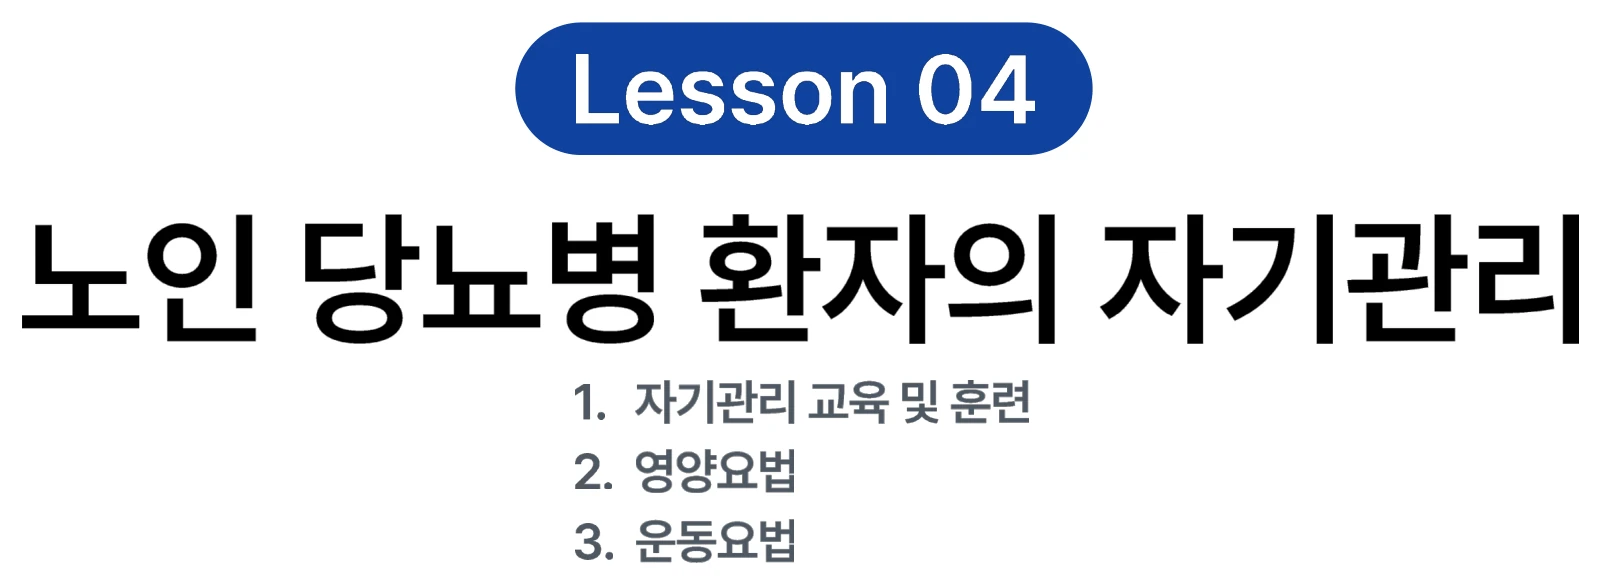 Lesson 04
노인 당뇨병 환자의 자기관리
1. 자기관리 교육 및 훈련
2. 영양요법
3. 운동요법